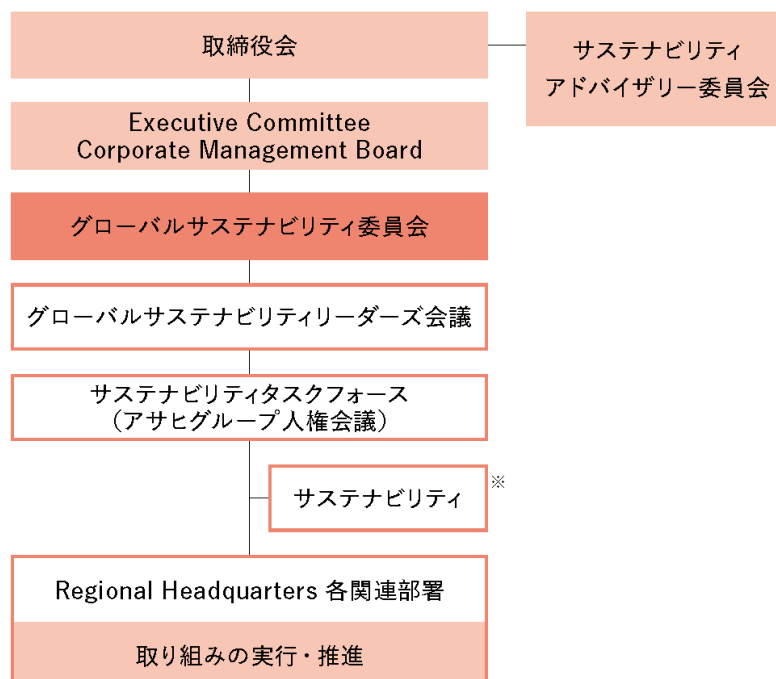 取締役会
サステナビリティ
アドバイザリー委員会
Executive Committee
Corporate Management Board
グローバルサステナビリティ委員会
グローバルサステナビリティリーダーズ会議
サステナビリティタスクフォース
（アサヒグループ人権会議）
サステナビリティ
※
Regional Headquarters 各関連部署
取り組みの実行・推進